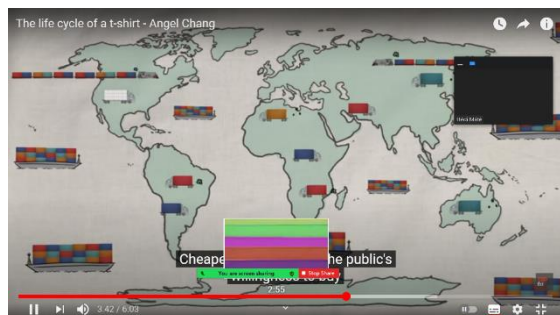 The life cycle of a t-shirt - Angel Chang
Cheape he public's
willingness to buy
You are screen sharing Stop Share
2:55
3:42 / 6:03